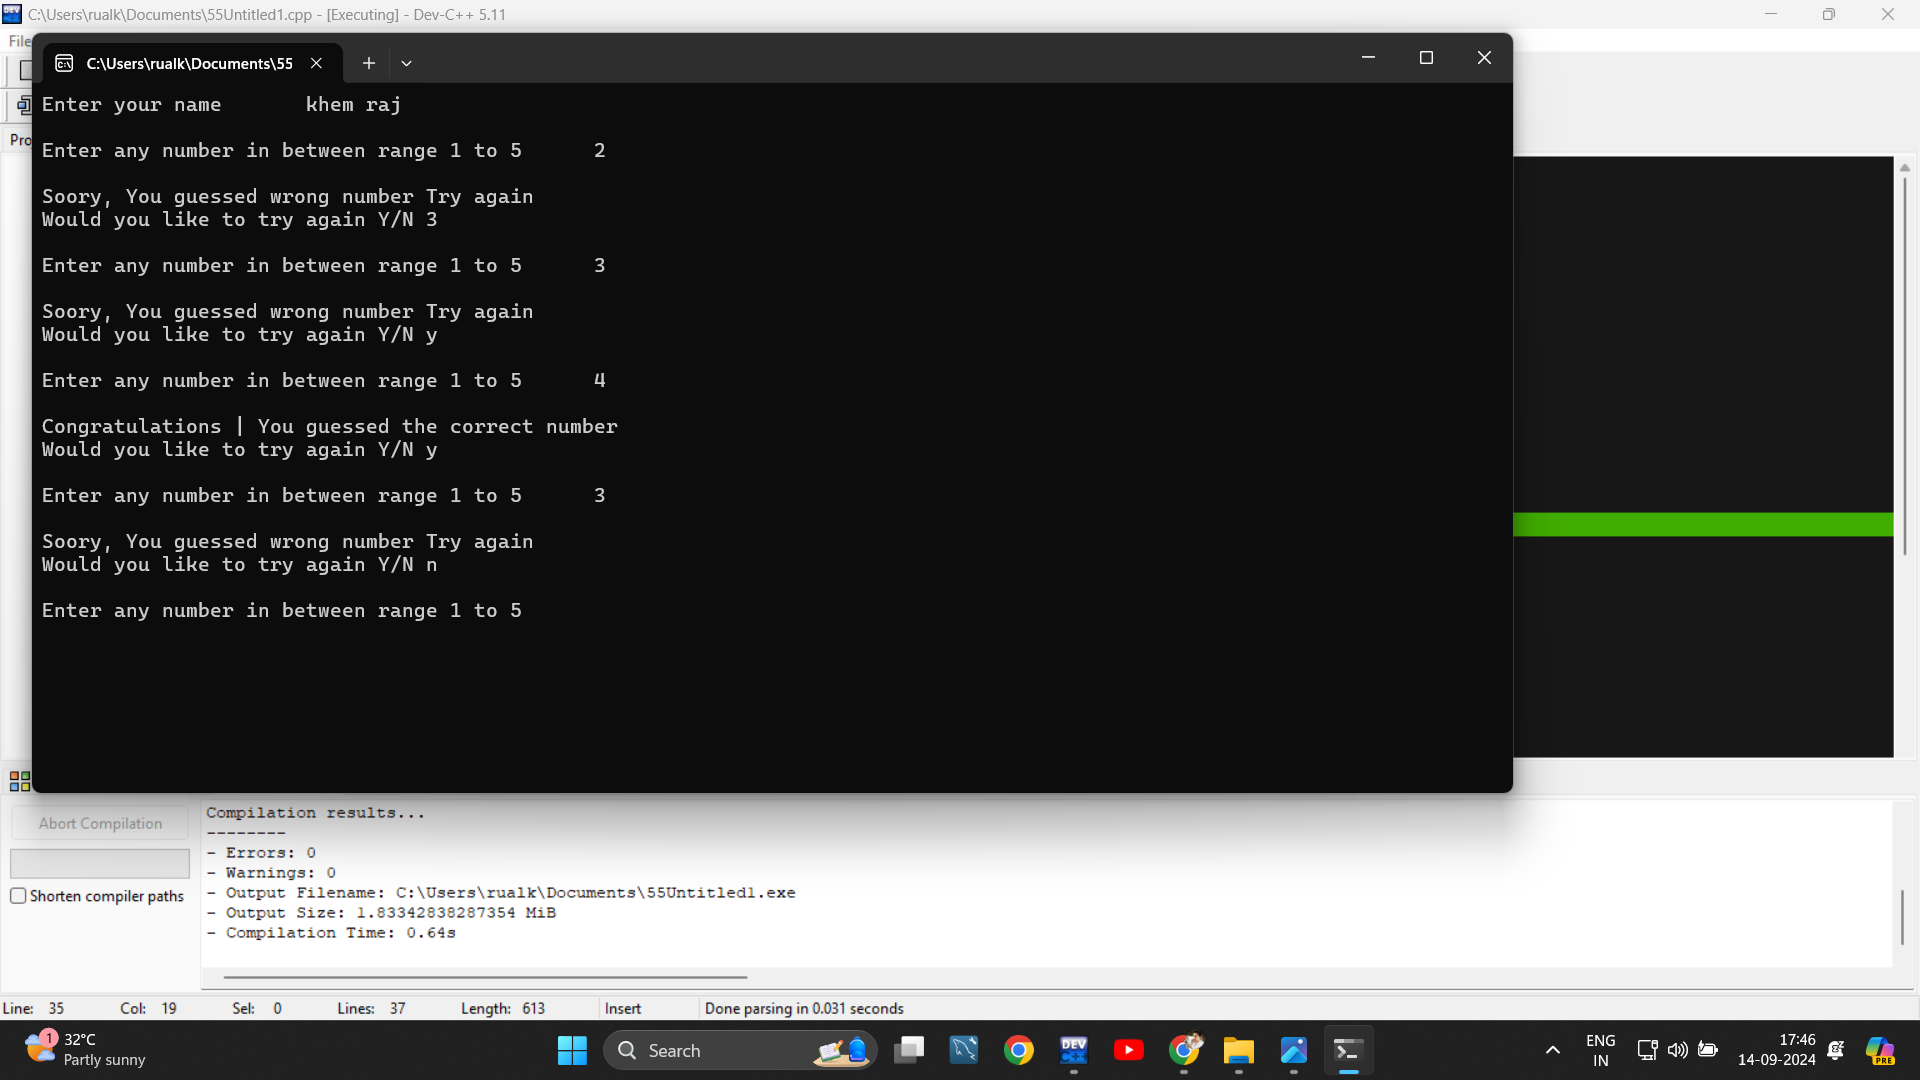 C:\Users\rualk\Documents\55Untitled1.cpp - [Executing] - Dev-C++ 5.11
File
C:\Users\rualk\Documents\55
Enter your name khem raj
Enter any number in between range 1 to 5 2
Soory, You guessed wrong number Try again
Would you like to try again Y/N 3
Enter any number in between range 1 to 5 3
Soory, You guessed wrong number Try again
Would you like to try again Y/N y
Enter any number in between range 1 to 5 4
Congratulations | You guessed the correct number
Would you like to try again Y/N y
Enter any number in between range 1 to 5 3
Soory, You guessed wrong number Try again
Would you like to try again Y/N n
Enter any number in between range 1 to 5
Pro
Abort Compilation
Shorten compiler paths
Compilation results...
--------
- Errors: 0
- Warnings: 0
- Output Filename: C:\Users\rualk\Documents\55Untitled1.exe
- Output Size: 1.83342838287354 MiB
- Compilation Time: 0.64s
Line: 35 Col: 19 Sel: 0 Lines: 37 Length: 613 Insert Done parsing in 0.031 seconds
1
32°C
Partly sunny
Search
DEV
C++
ENG
IN
17:46
14-09-2024
PRE